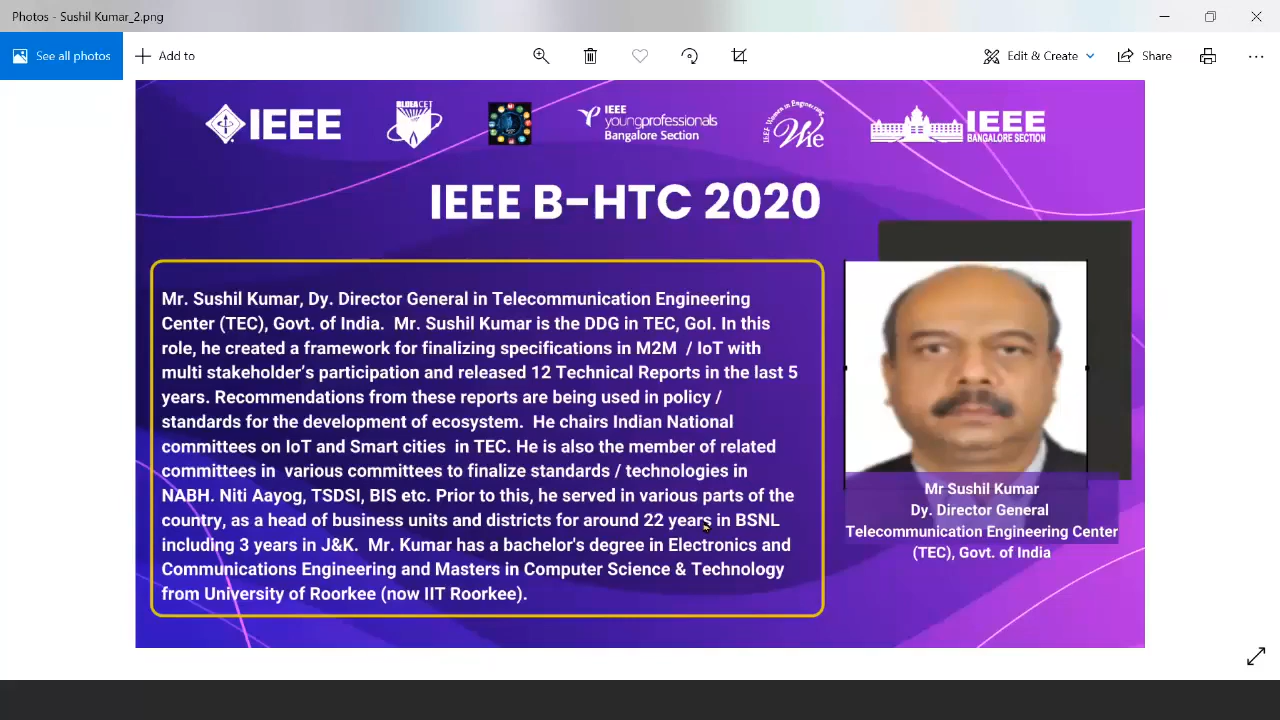 Photos - Sushil Kumar_2.png
See all photos
Add to
Edit & Create
Share
IEEE
BLUEACET
IEEE
youngprofessionals
Bangalore Section
IEEE Women in Engineering
Wie
IEEE
BANGALORE SECTION
IEEE B-HTC 2020
Mr. Sushil Kumar, Dy. Director General in Telecommunication Engineering
Center (TEC), Govt. of India.  Mr. Sushil Kumar is the DDG in TEC, GoI. In this
role, he created a framework for finalizing specifications in M2M  / IoT with
multi stakeholder's participation and released 12 Technical Reports in the last 5
years. Recommendations from these reports are being used in policy /
standards for the development of ecosystem.  He chairs Indian National
committees on IoT and Smart cities  in TEC. He is also the member of related
committees in  various committees to finalize standards / technologies in
NABH. Niti Aayog, TSDSI, BIS etc. Prior to this, he served in various parts of the
country, as a head of business units and districts for around 22 years in BSNL
including 3 years in J&K.  Mr. Kumar has a bachelor's degree in Electronics and
Communications Engineering and Masters in Computer Science & Technology
from University of Roorkee (now IIT Roorkee).
Mr Sushil Kumar
Dy. Director General
Telecommunication Engineering Center
(TEC), Govt. of India